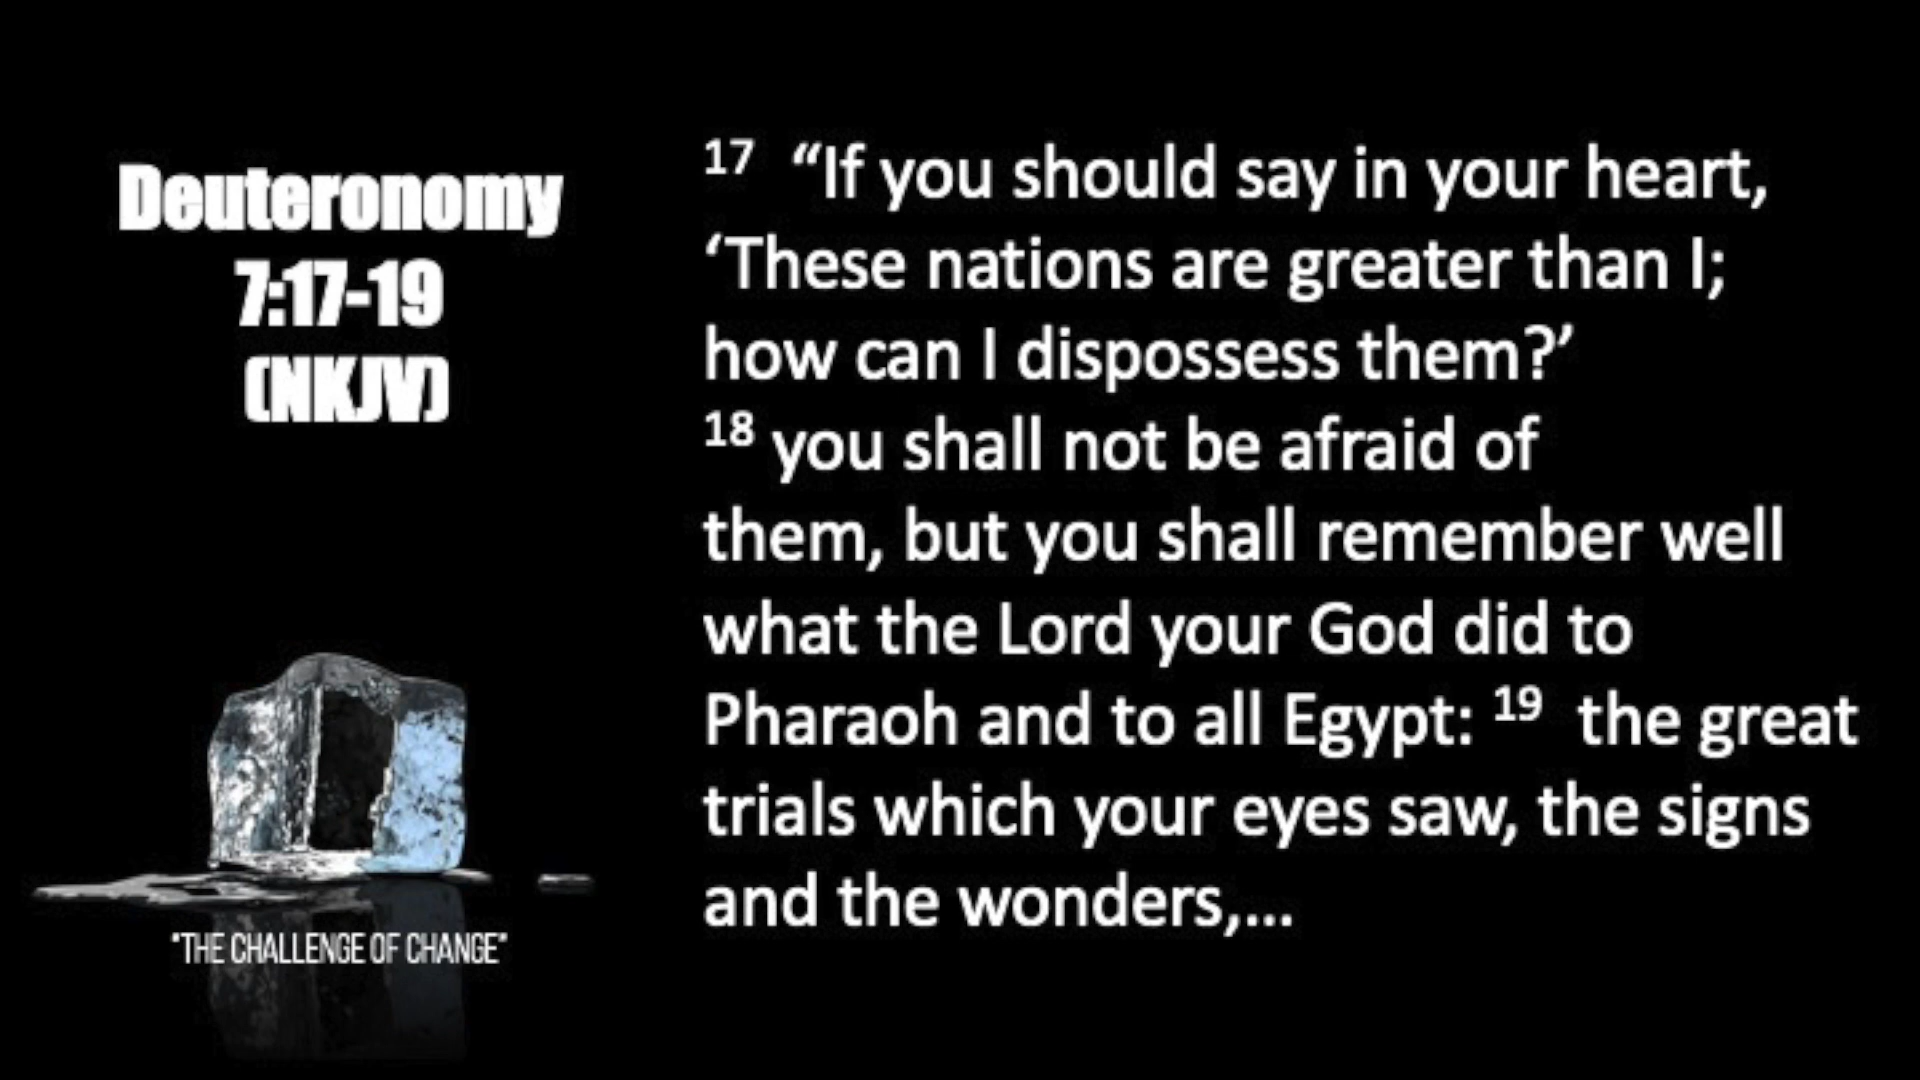 Deuteronomy
7:17-19
(NKJV)
17 “If you should say in your heart,
‘These nations are greater than I;
how can I dispossess them?’
18 you shall not be afraid of
them, but you shall remember well
what the Lord your God did to
Pharaoh and to all Egypt: 19 the great
trials which your eyes saw, the signs
and the wonders,...
"THE CHALLENGE OF CHANGE"